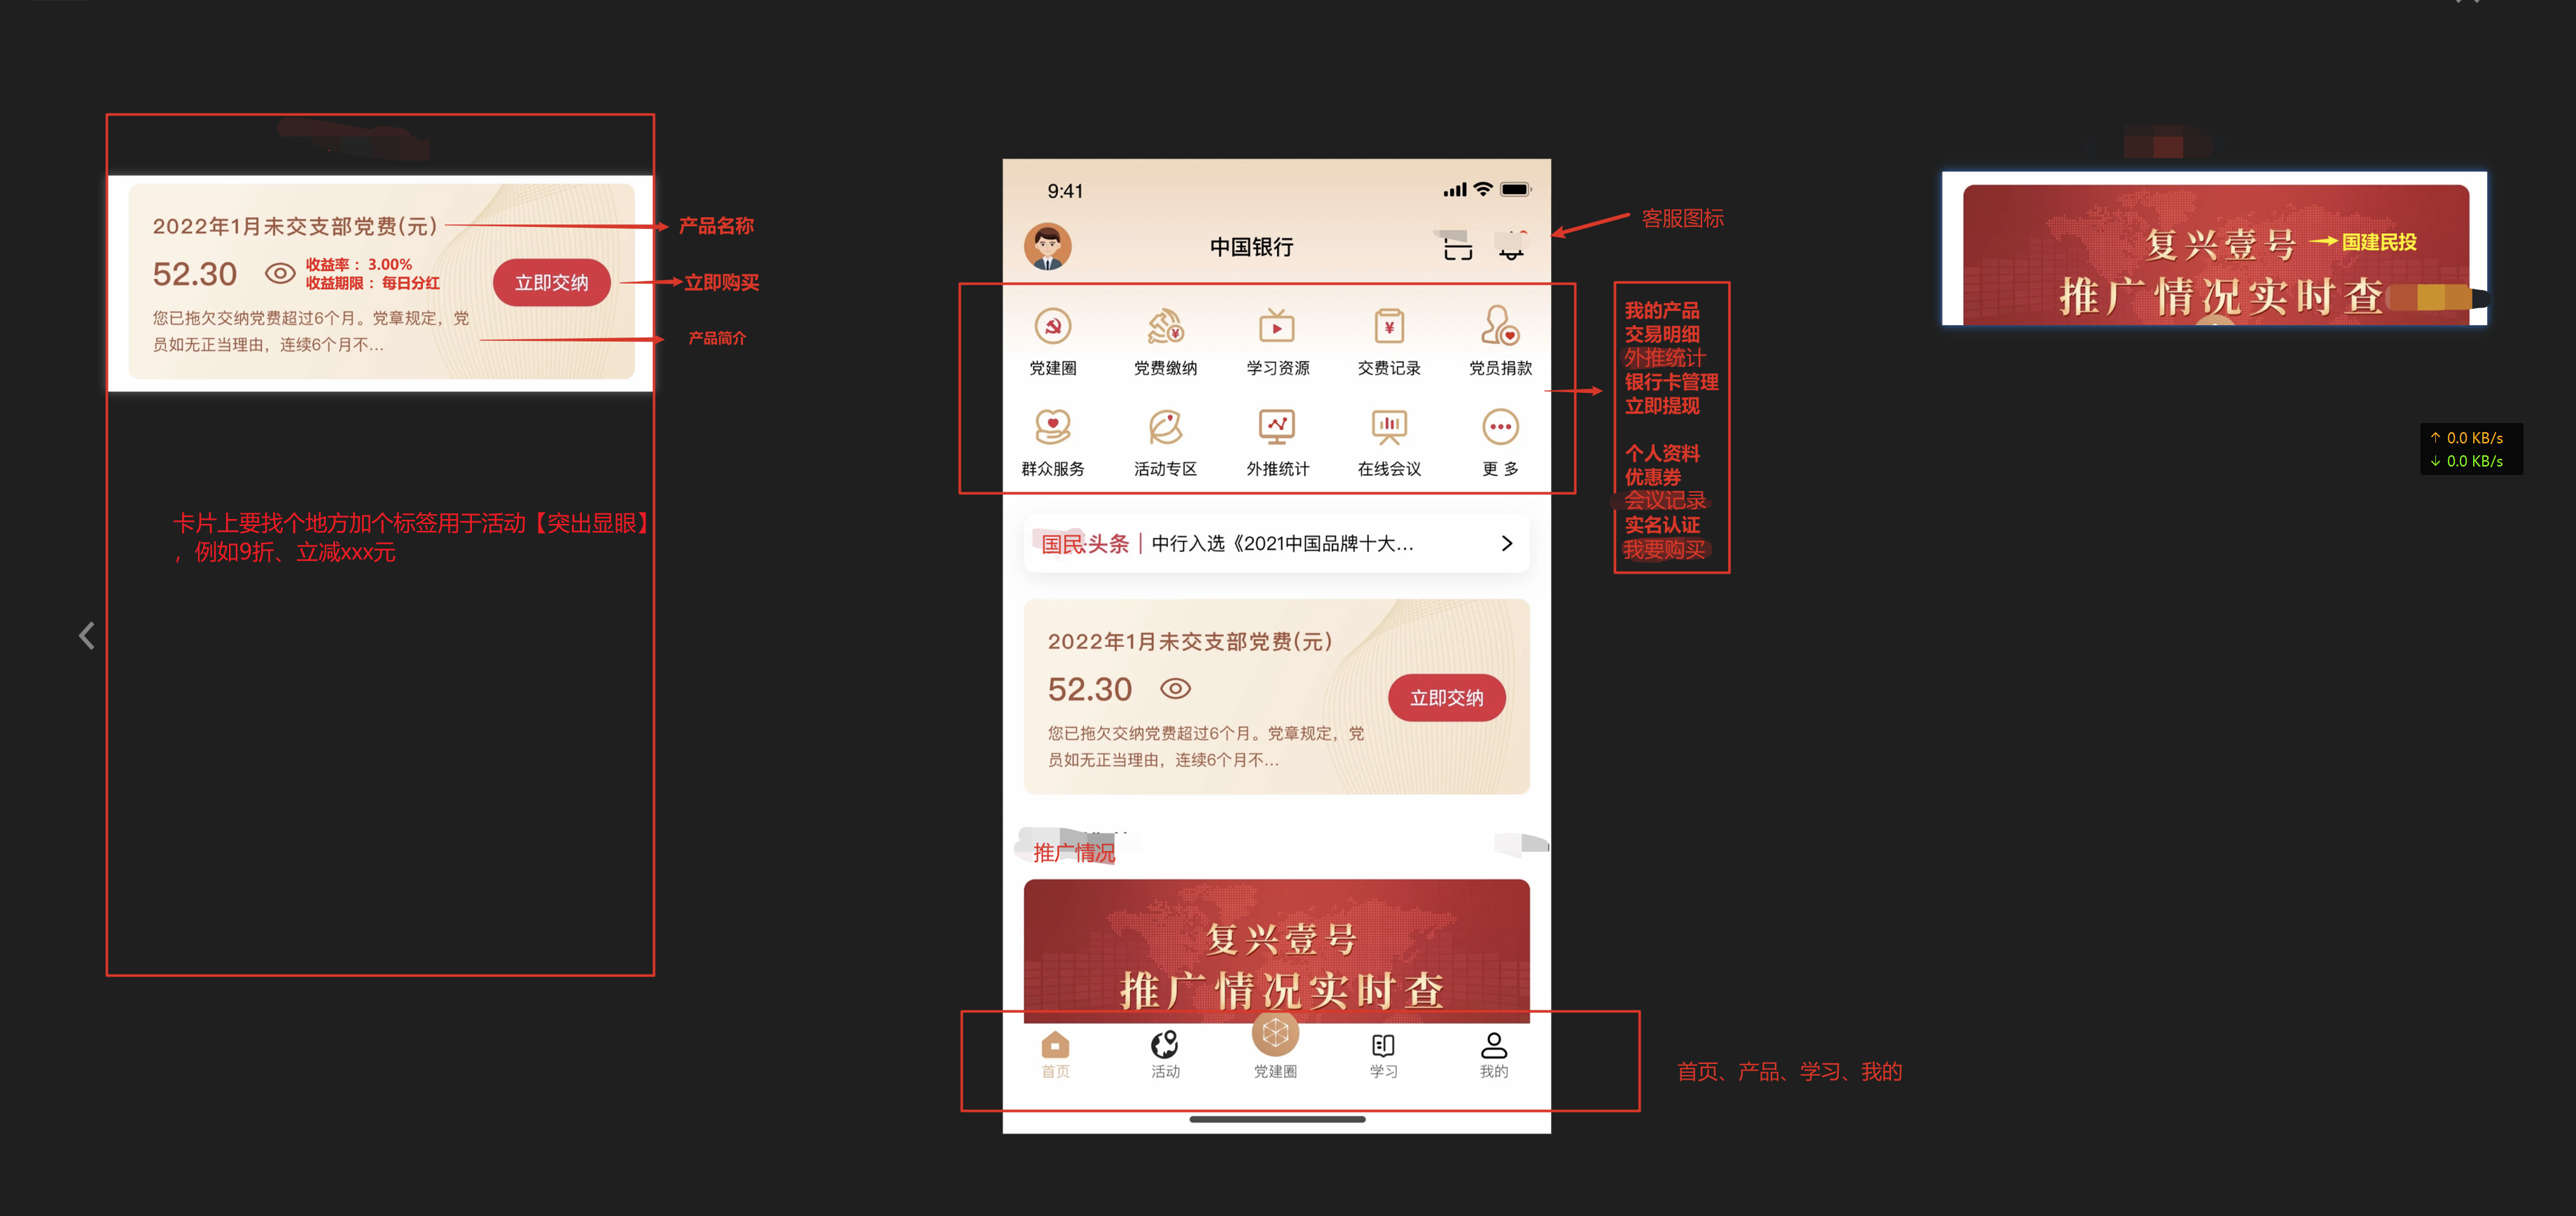 2022年1月未交支部党费(元)
产品名称
52.30
收益率：3.00%
收益期限：每日分红
立即交纳
立即购买
您已拖欠交纳党费超过6个月。党章规定，党
员如无正当理由，连续6个月不...
产品简介
卡片上要找个地方加个标签用于活动【突出显眼】
，例如9折、立减xxx元
9:41
中国银行
客服图标
党建圈
党费缴纳
学习资源
交费记录
党员捐款
群众服务
活动专区
外推统计
在线会议
更 多
我的产品
交易明细
外推统计
银行卡管理
立即提现
个人资料
优惠券
会议记录
实名认证
我要购买
国民·头条｜中行入选《2021中国品牌十大...
2022年1月未交支部党费(元)
52.30
立即交纳
您已拖欠交纳党费超过6个月。党章规定，党
员如无正当理由，连续6个月不...
推广情况
复兴壹号
推广情况实时查
首页
活动
党建圈
学习
我的
首页、产品、学习、我的
复兴壹号
国建民投
推广情况实时查
↑ 0.0 KB/s
↓ 0.0 KB/s